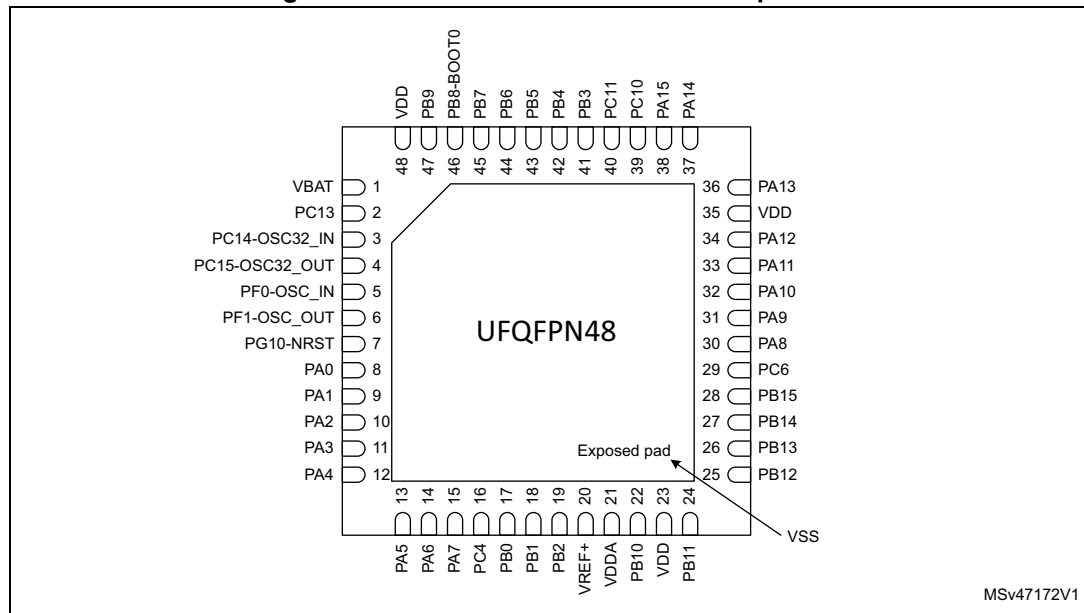 VDD
PB9
PB8-BOOT0
PB7
PB6
PB5
PB4
PB3
PC11
PC10
PA15
PA14
48 47 46 45 44 43 42 41 40 39 38 37
VBAT 1
PC13 2
PC14-OSC32_IN 3
PC15-OSC32_OUT 4
PF0-OSC_IN 5
PF1-OSC_OUT 6
PG10-NRST 7
PA0 8
PA1 9
PA2 10
PA3 11
PA4 12
36 PA13
35 VDD
34 PA12
33 PA11
32 PA10
31 PA9
30 PA8
29 PC6
28 PB15
27 PB14
26 PB13
25 PB12
UFQFPN48
Exposed pad
13 14 15 16 17 18 19 20 21 22 23 24
PA5
PA6
PA7
PC4
PB0
PB1
PB2
VREF+
VDDA
PB10
VDD
PB11
VSS
MSv47172V1